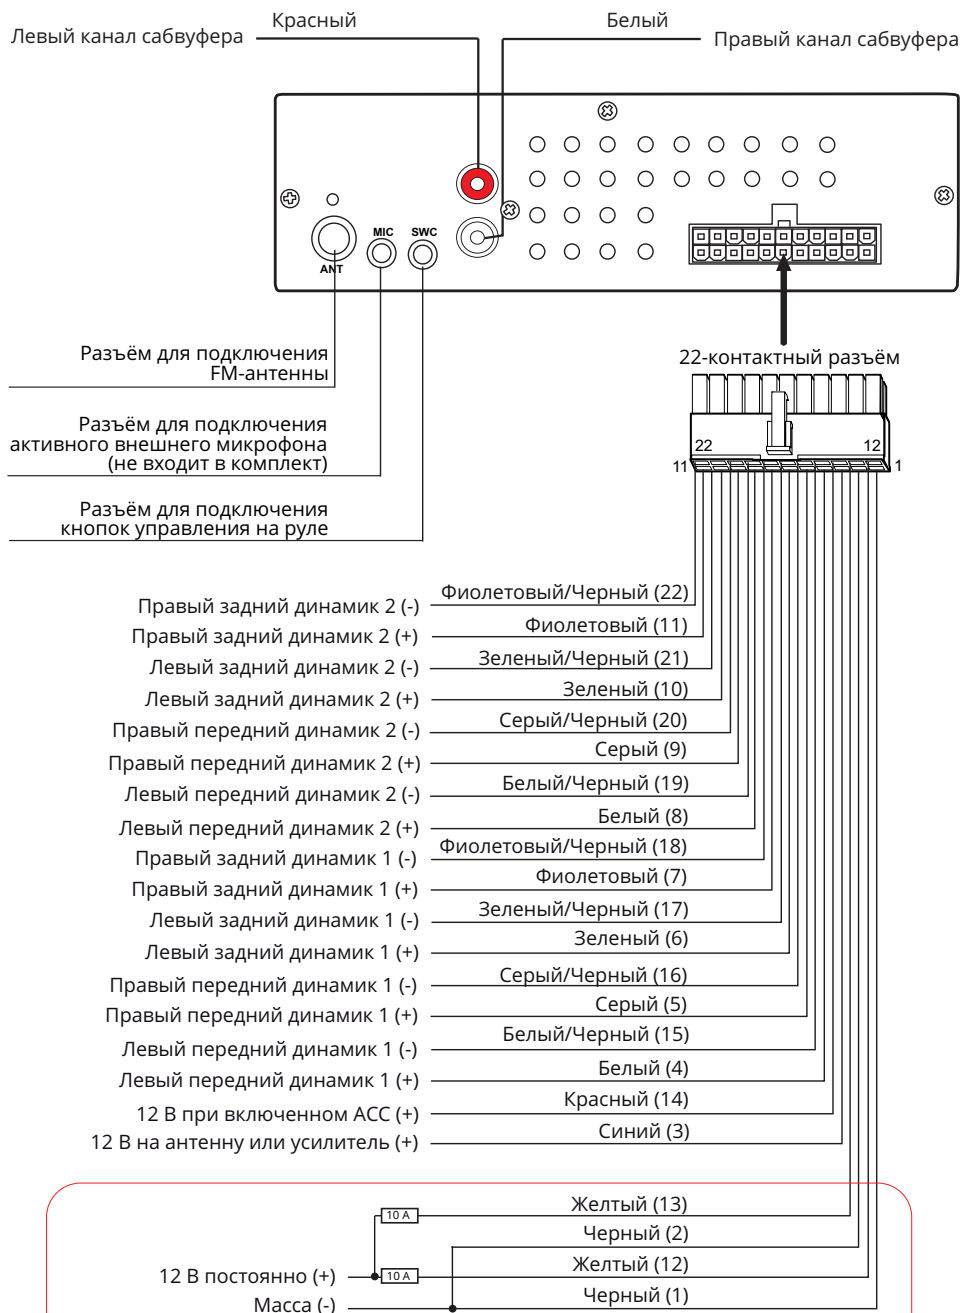 Красный
Белый
Левый канал сабвуфера
Правый канал сабвуфера
MIC
SWC
ANT
Разъём для подключения
FM-антенны
22-контактный разъём
Разъём для подключения
активного внешнего микрофона
(не входит в комплект)
22
12
11
1
Разъём для подключения
кнопок управления на руле
Правый задний динамик 2 (-)
Фиолетовый/Черный (22)
Правый задний динамик 2 (+)
Фиолетовый (11)
Левый задний динамик 2 (-)
Зеленый/Черный (21)
Левый задний динамик 2 (+)
Зеленый (10)
Правый передний динамик 2 (-)
Серый/Черный (20)
Правый передний динамик 2 (+)
Серый (9)
Левый передний динамик 2 (-)
Белый/Черный (19)
Левый передний динамик 2 (+)
Белый (8)
Правый задний динамик 1 (-)
Фиолетовый/Черный (18)
Правый задний динамик 1 (+)
Фиолетовый (7)
Левый задний динамик 1 (-)
Зеленый/Черный (17)
Левый задний динамик 1 (+)
Зеленый (6)
Правый передний динамик 1 (-)
Серый/Черный (16)
Правый передний динамик 1 (+)
Серый (5)
Левый передний динамик 1 (-)
Белый/Черный (15)
Левый передний динамик 1 (+)
Белый (4)
12 В при включенном ACC (+)
Красный (14)
12 В на антенну или усилитель (+)
Синий (3)
10 A
Желтый (13)
Черный (2)
12 В постоянно (+)
10 A
Желтый (12)
Масса (-)
Черный (1)